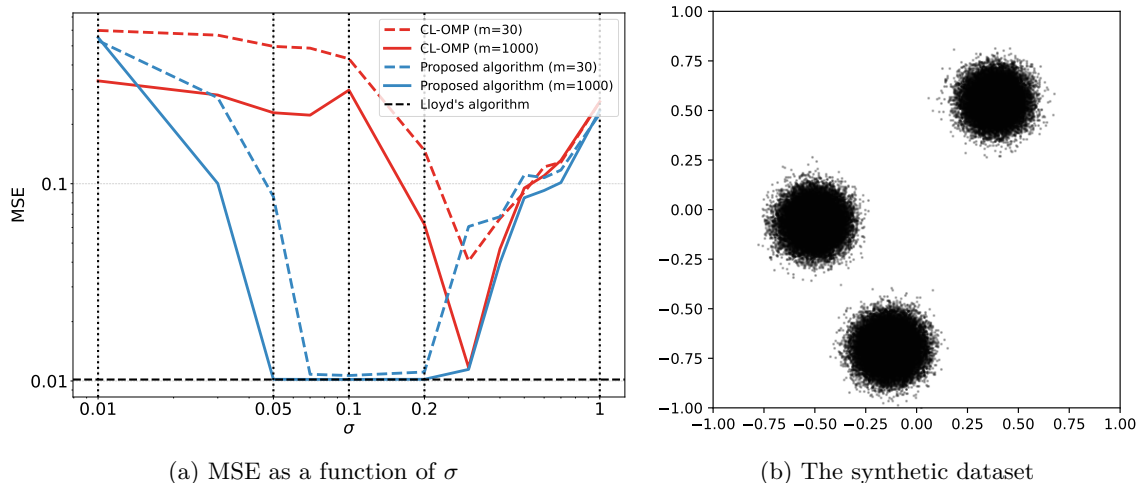 CL-OMP (m=30)
CL-OMP (m=1000)
Proposed algorithm (m=30)
Proposed algorithm (m=1000)
Lloyd's algorithm
MSE
0.1
0.01
0.01
0.05
0.1
0.2
1
σ
(a) MSE as a function of σ
1.00
0.75
0.50
0.25
0.00
−0.25
−0.50
−0.75
−1.00
−1.00 −0.75 −0.50 −0.25 0.00 0.25 0.50 0.75 1.00
(b) The synthetic dataset